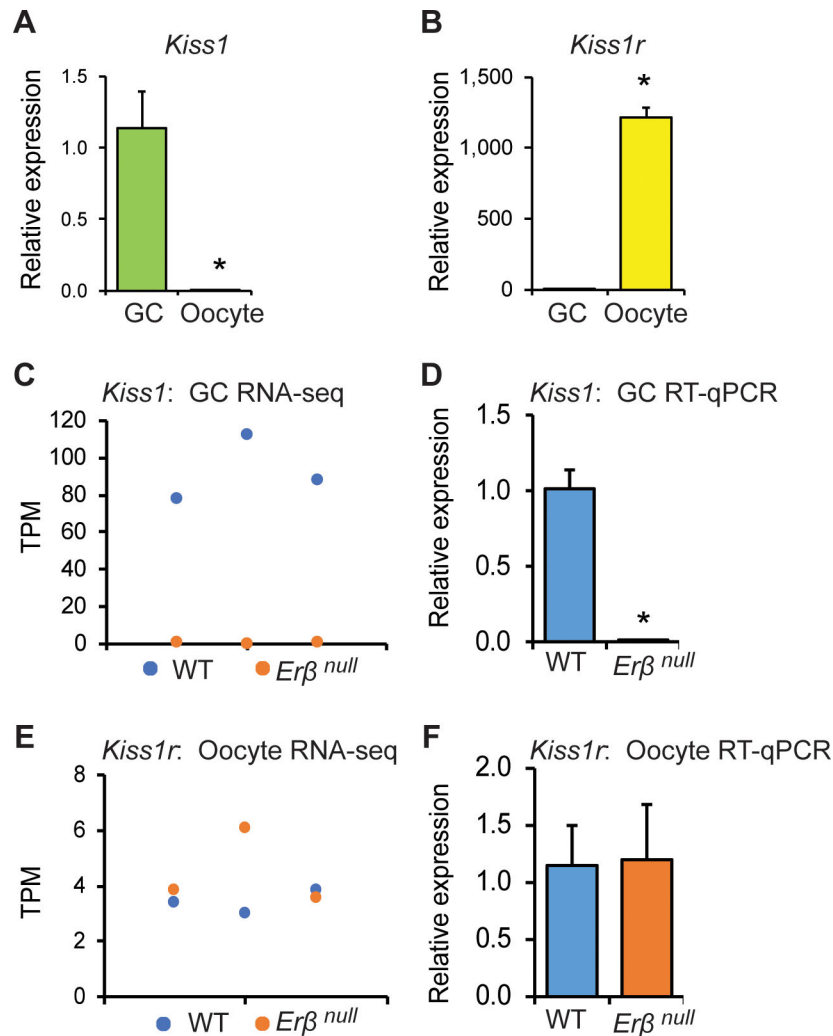 A
Kiss1
Relative expression
1.5
1.0
0.5
0.0
*
GC Oocyte
B
Kiss1r
Relative expression
1,500
1,000
500
0
*
GC Oocyte
C
Kiss1: GC RNA-seq
TPM
120
100
80
60
40
20
0
WT Erβ null
D
Kiss1: GC RT-qPCR
Relative expression
1.5
1.0
0.5
0.0
*
WT Erβ null
E
Kiss1r: Oocyte RNA-seq
TPM
8
6
4
2
0
WT Erβ null
F
Kiss1r: Oocyte RT-qPCR
Relative expression
2.0
1.5
1.0
0.5
0.0
WT Erβ null